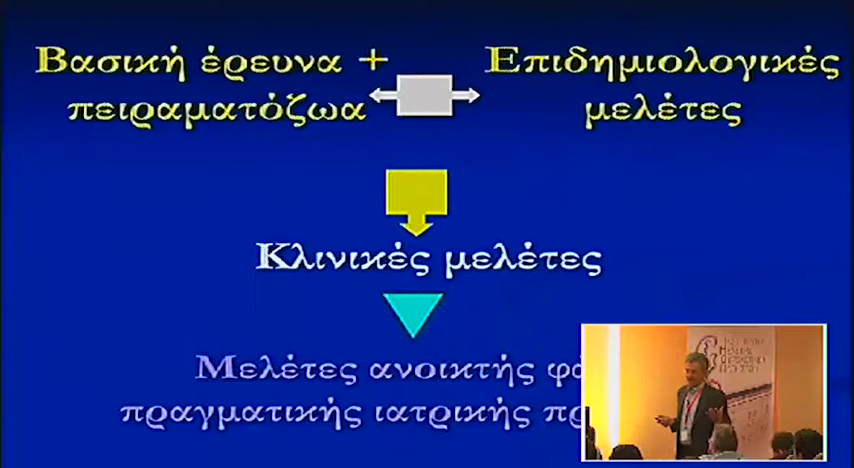 Βασική έρευνα +
πειραματόζωα
Επιδημιολογικές
μελέτες
Κλινικές μελέτες
Μελέτες ανοικτής
πραγματικής ιατρικής